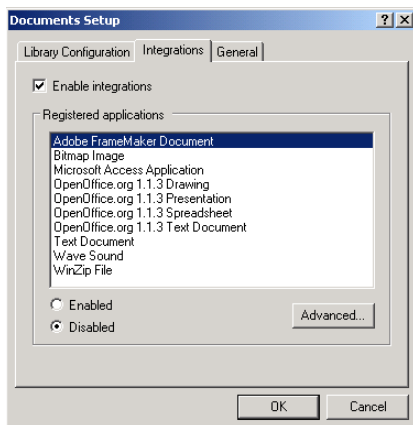 Documents Setup
Library Configuration Integrations General
Enable integrations
Registered applications
Adobe FrameMaker Document
Bitmap Image
Microsoft Access Application
OpenOffice.org 1.1.3 Drawing
OpenOffice.org 1.1.3 Presentation
OpenOffice.org 1.1.3 Spreadsheet
OpenOffice.org 1.1.3 Text Document
Text Document
Wave Sound
WinZip File
Enabled
Advanced...
Disabled
OK Cancel